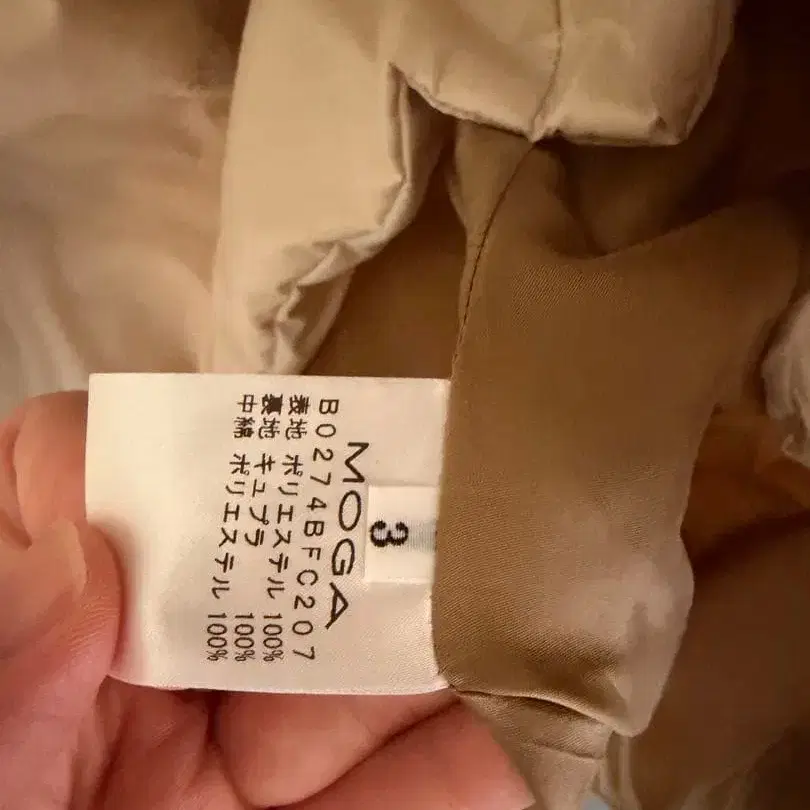 3
MOGA
B0274BFC207
表地 ポリエステル 100%
裏地 キュプラ 100%
中綿 ポリエステル 100%